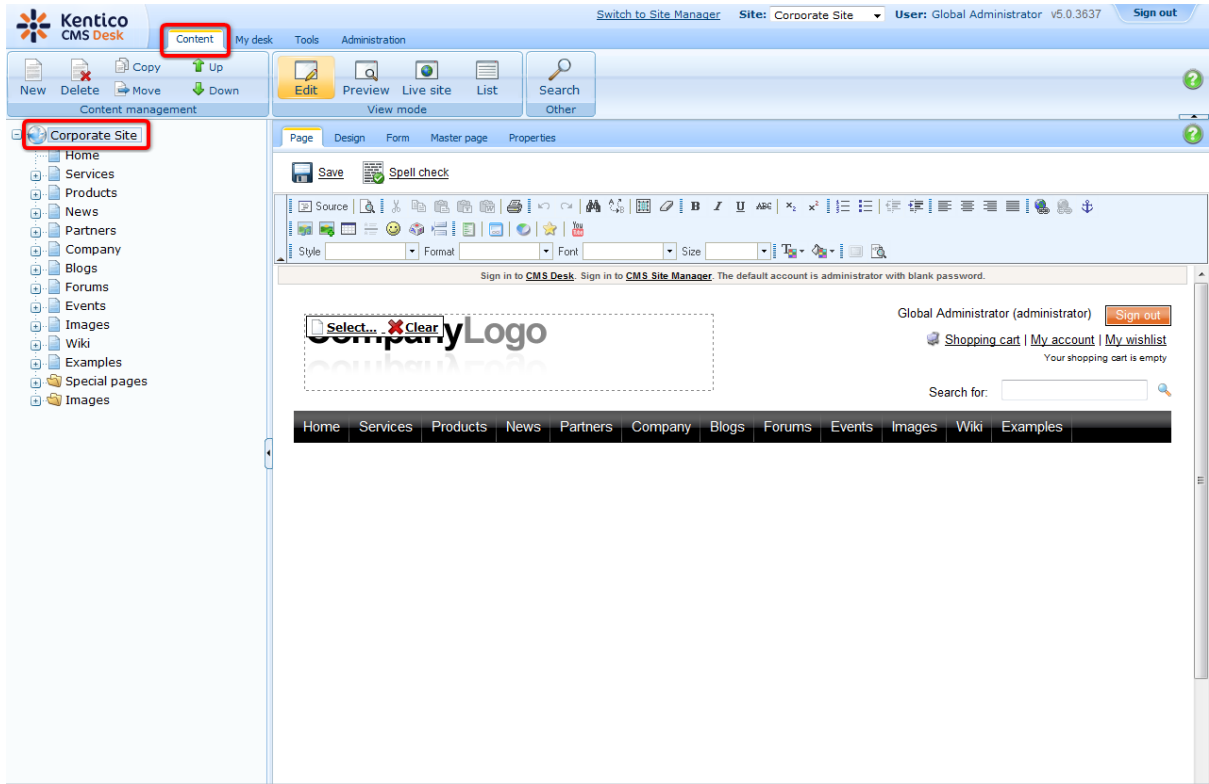 Kentico
CMS Desk
Switch to Site Manager Site: Corporate Site User: Global Administrator v5.0.3637 Sign out
Content My desk Tools Administration
New Delete Copy Move Up Down
Content management
Edit Preview Live site List
View mode
Search
Other
Corporate Site
Home
Services
Products
News
Partners
Company
Blogs
Forums
Events
Images
Wiki
Examples
Special pages
Images
Page Design Form Master page Properties
Save Spell check
Source B I U ABC x₂ x²
You
Style Format Font Size
Sign in to CMS Desk. Sign in to CMS Site Manager. The default account is administrator with blank password.
Select... Clear
CompanyLogo
Global Administrator (administrator) Sign out
Shopping cart | My account | My wishlist
Your shopping cart is empty
Search for:
Home Services Products News Partners Company Blogs Forums Events Images Wiki Examples